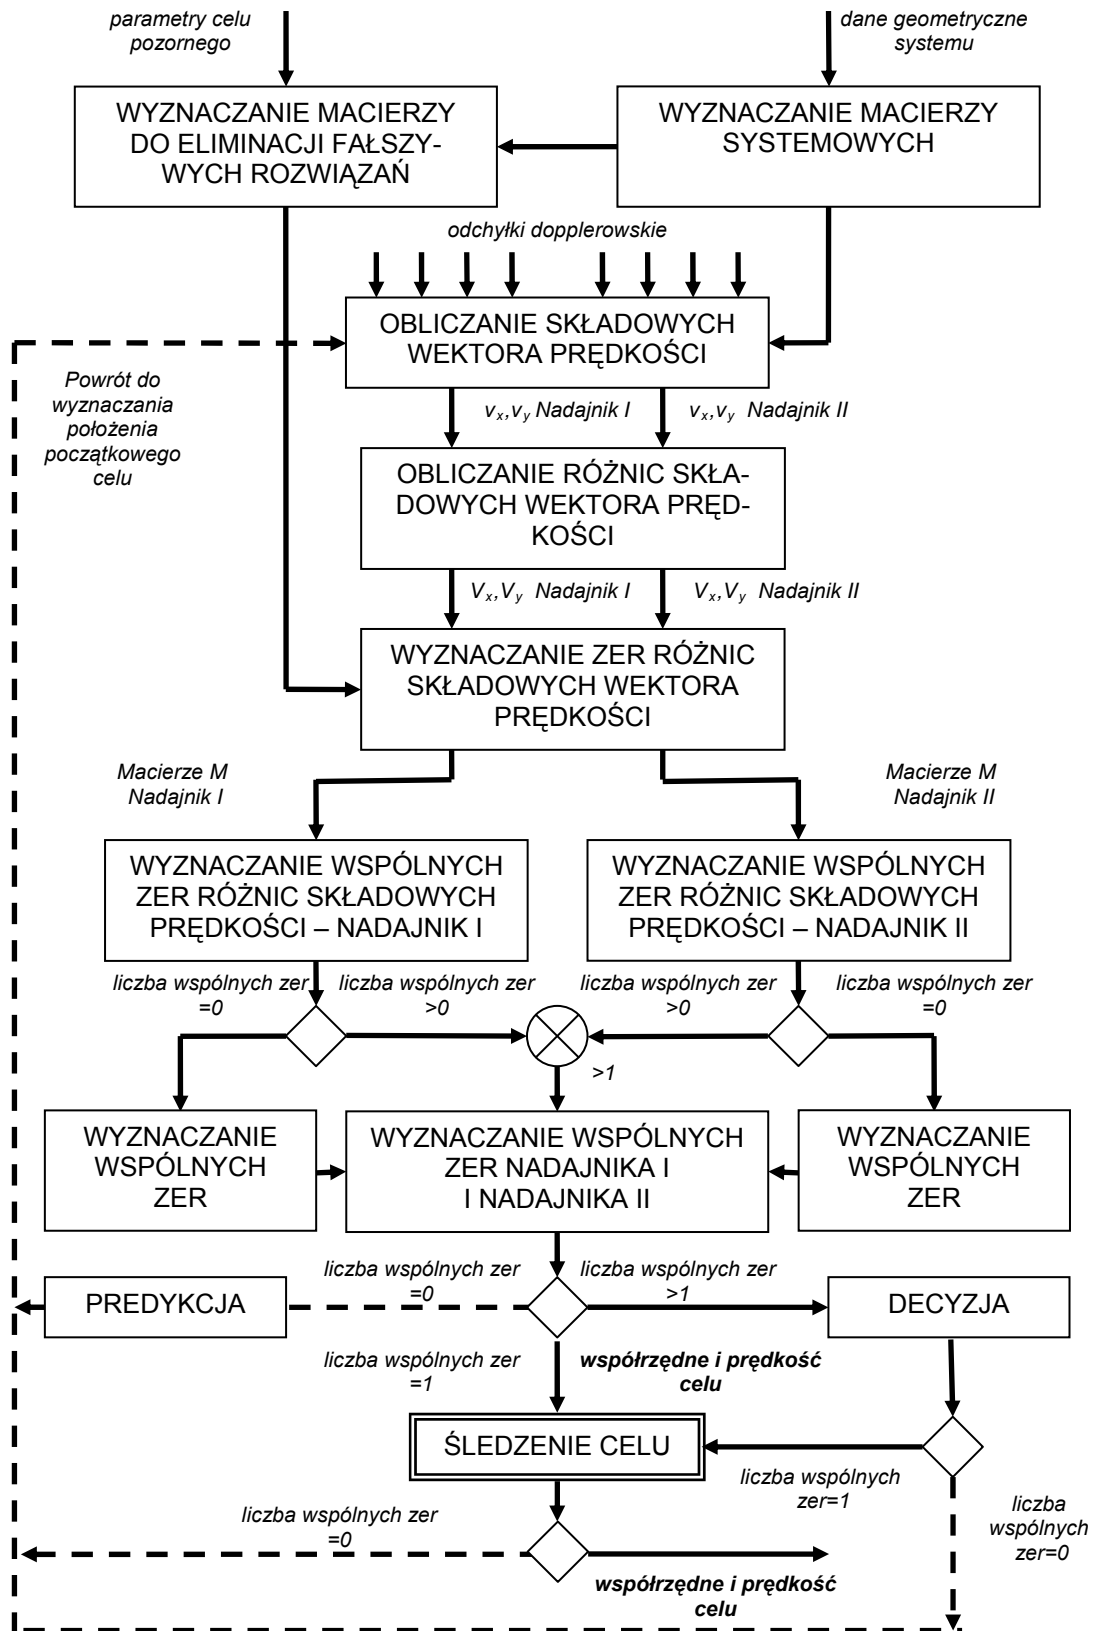 parametry celu
pozornego
dane geometryczne
systemu
WYZNACZANIE MACIERZY
DO ELIMINACJI FAŁSZY-
WYCH ROZWIĄZAŃ
WYZNACZANIE MACIERZY
SYSTEMOWYCH
odchyłki dopplerowskie
OBLICZANIE SKŁADOWYCH
WEKTORA PRĘDKOŚCI
Powrót do
wyznaczania
położenia
początkowego
celu
vx,vy Nadajnik I
vx,vy Nadajnik II
OBLICZANIE RÓŻNIC SKŁA-
DOWYCH WEKTORA PRĘD-
KOŚCI
Vx,Vy Nadajnik I
Vx,Vy Nadajnik II
WYZNACZANIE ZER RÓŻNIC
SKŁADOWYCH WEKTORA
PRĘDKOŚCI
Macierze M
Nadajnik I
Macierze M
Nadajnik II
WYZNACZANIE WSPÓLNYCH
ZER RÓŻNIC SKŁADOWYCH
PRĘDKOŚCI – NADAJNIK I
WYZNACZANIE WSPÓLNYCH
ZER RÓŻNIC SKŁADOWYCH
PRĘDKOŚCI – NADAJNIK II
liczba wspólnych zer
=0
liczba wspólnych zer
>0
liczba wspólnych zer
>0
liczba wspólnych zer
=0
>1
WYZNACZANIE
WSPÓLNYCH
ZER
WYZNACZANIE WSPÓLNYCH
ZER NADAJNIKA I
I NADAJNIKA II
WYZNACZANIE
WSPÓLNYCH
ZER
liczba wspólnych zer
=0
liczba wspólnych zer
>1
PREDYKCJA
DECYZJA
liczba wspólnych zer
=1
współrzędne i prędkość
celu
ŚLEDZENIE CELU
liczba wspólnych
zer=1
liczba
wspólnych
zer=0
liczba wspólnych zer
=0
współrzędne i prędkość
celu